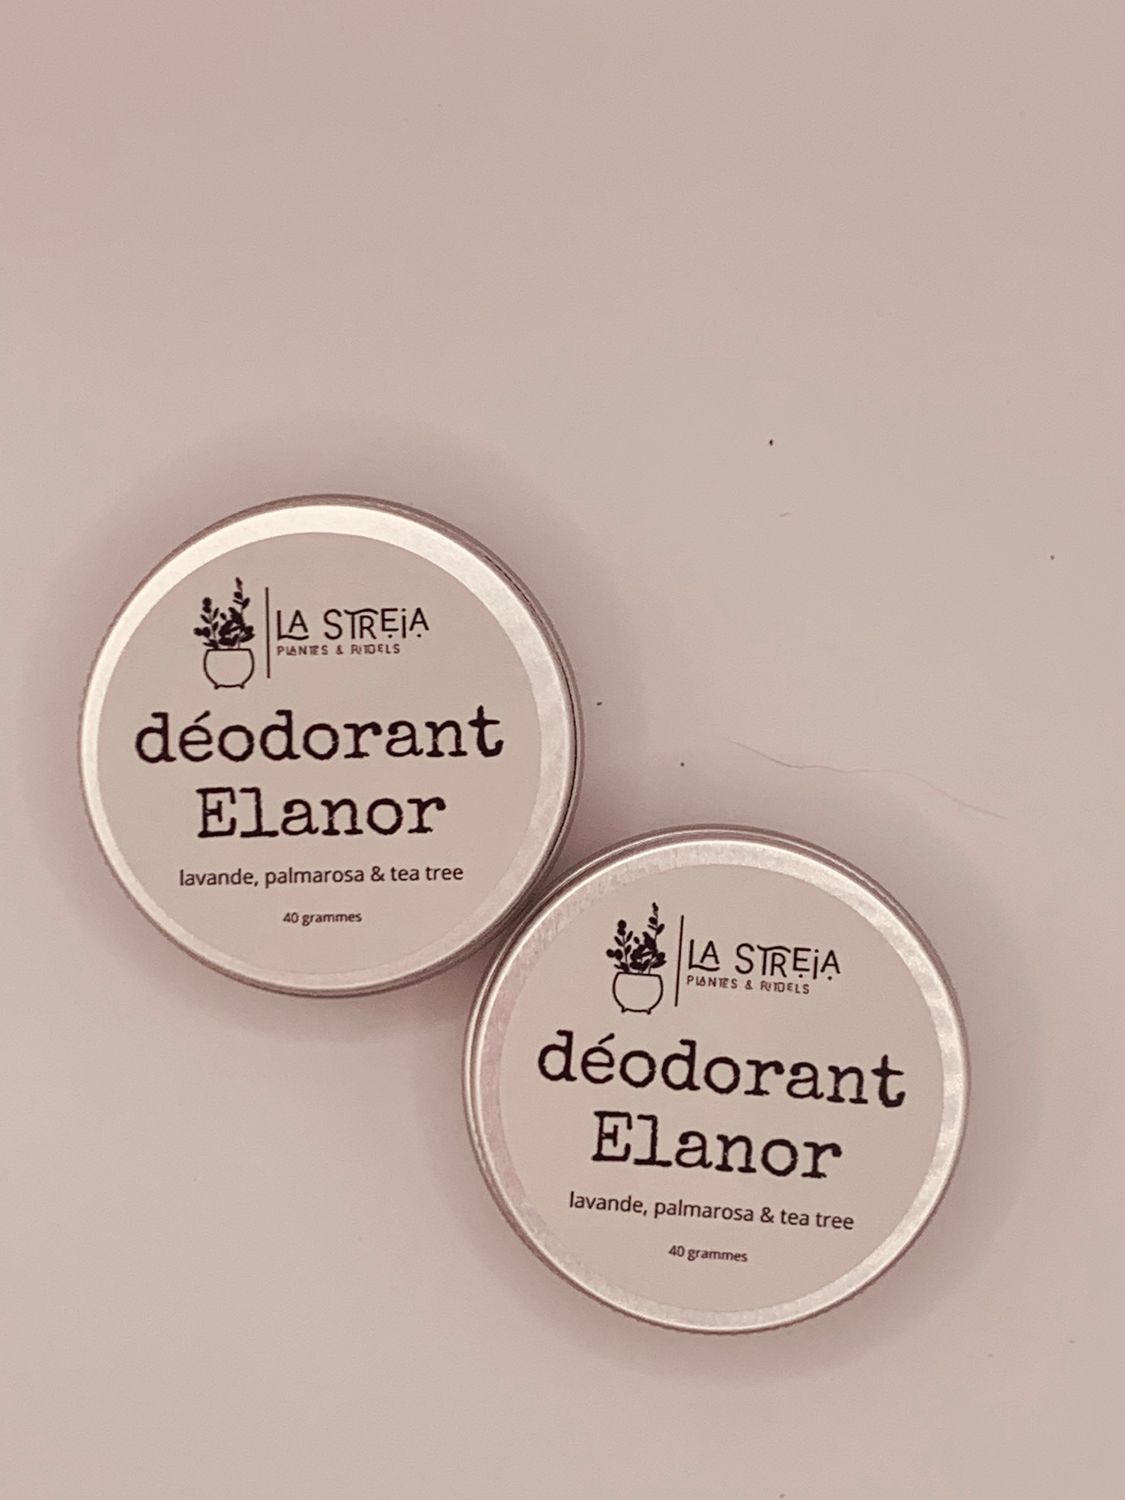 LA STREIA
PLANTES & RITUELS
déodorant
Elanor
lavande, palmarosa & tea tree
40 grammes
LA STREIA
PLANTES & RITUELS
déodorant
Elanor
lavande, palmarosa & tea tree
40 grammes